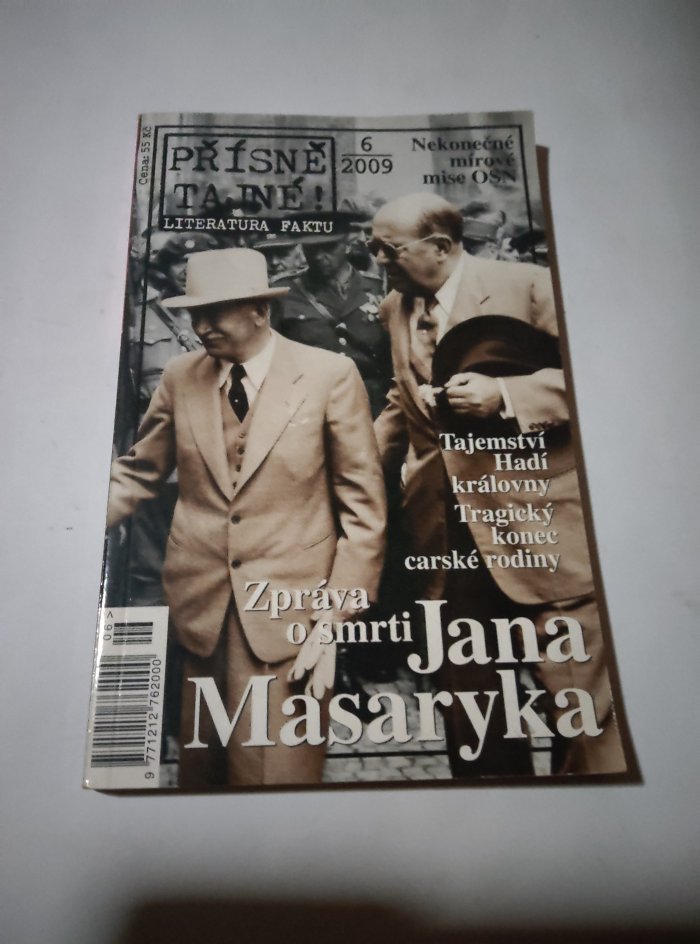 Cena: 55 Kč
PŘÍSNĚ
TAJNÉ!
LITERATURA FAKTU
6
2009
Nekonečné
mírové
mise OSN
Tajemství
Hadí
královny
Tragický
konec
carské rodiny
Zpráva
o smrti Jana
Masaryka
06>
9 771212 762000